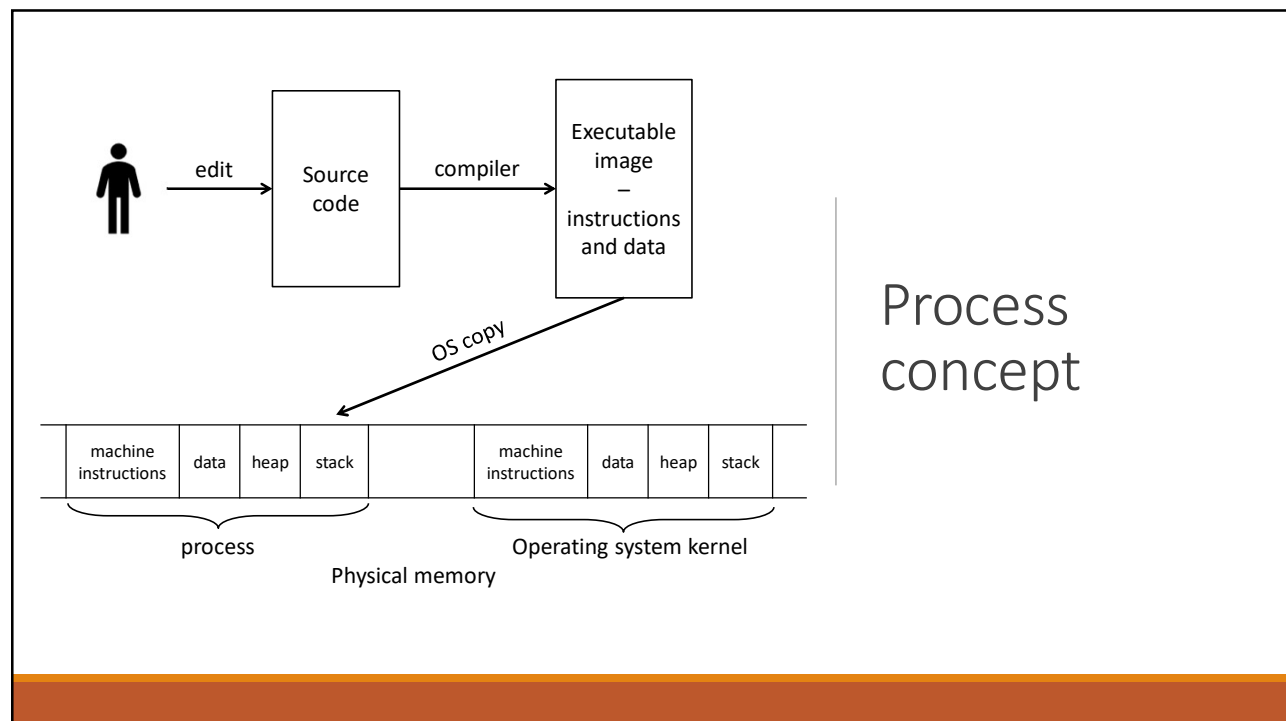 edit
Source
code
compiler
Executable
image
–
instructions
and data
OS copy
machine
instructions
data
heap
stack
machine
instructions
data
heap
stack
process
Operating system kernel
Physical memory
Process
concept